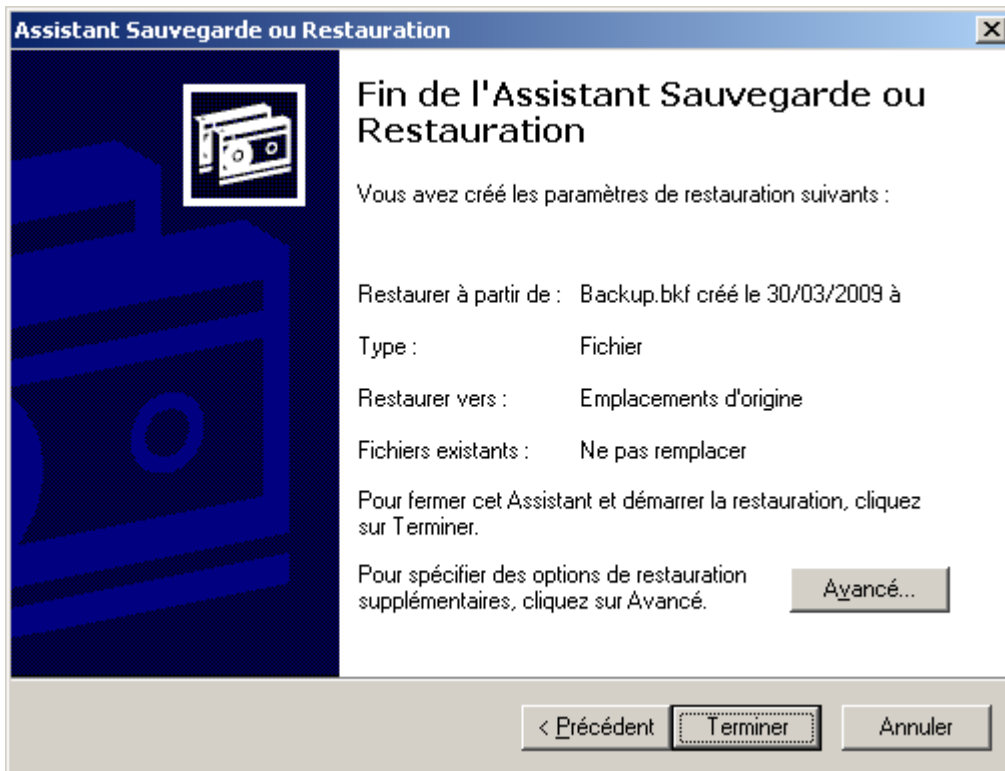 Assistant Sauvegarde ou Restauration
Fin de l'Assistant Sauvegarde ou
Restauration
Vous avez créé les paramètres de restauration suivants :
Restaurer à partir de : Backup.bkf créé le 30/03/2009 à
Type : Fichier
Restaurer vers : Emplacements d'origine
Fichiers existants : Ne pas remplacer
Pour fermer cet Assistant et démarrer la restauration, cliquez
sur Terminer.
Pour spécifier des options de restauration
supplémentaires, cliquez sur Avancé.
Avancé...
< Précédent Terminer Annuler